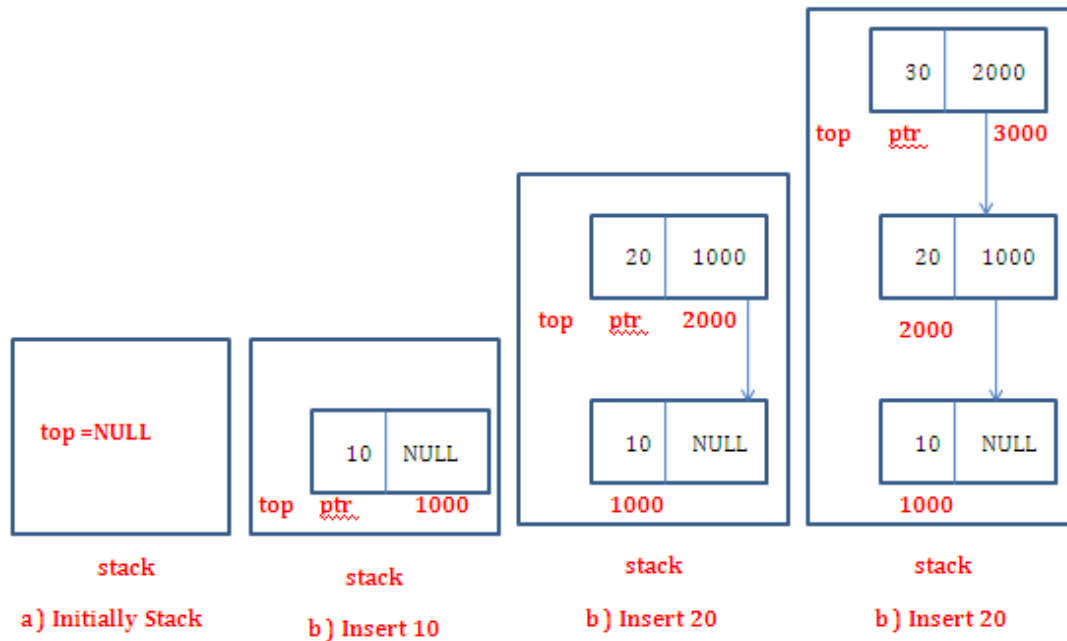 top =NULL
stack
a ) Initially Stack
10 NULL
top ptr 1000
stack
b ) Insert 10
20 1000
top ptr 2000
10 NULL
1000
stack
b ) Insert 20
30 2000
top ptr 3000
20 1000
2000
10 NULL
1000
stack
b ) Insert 20